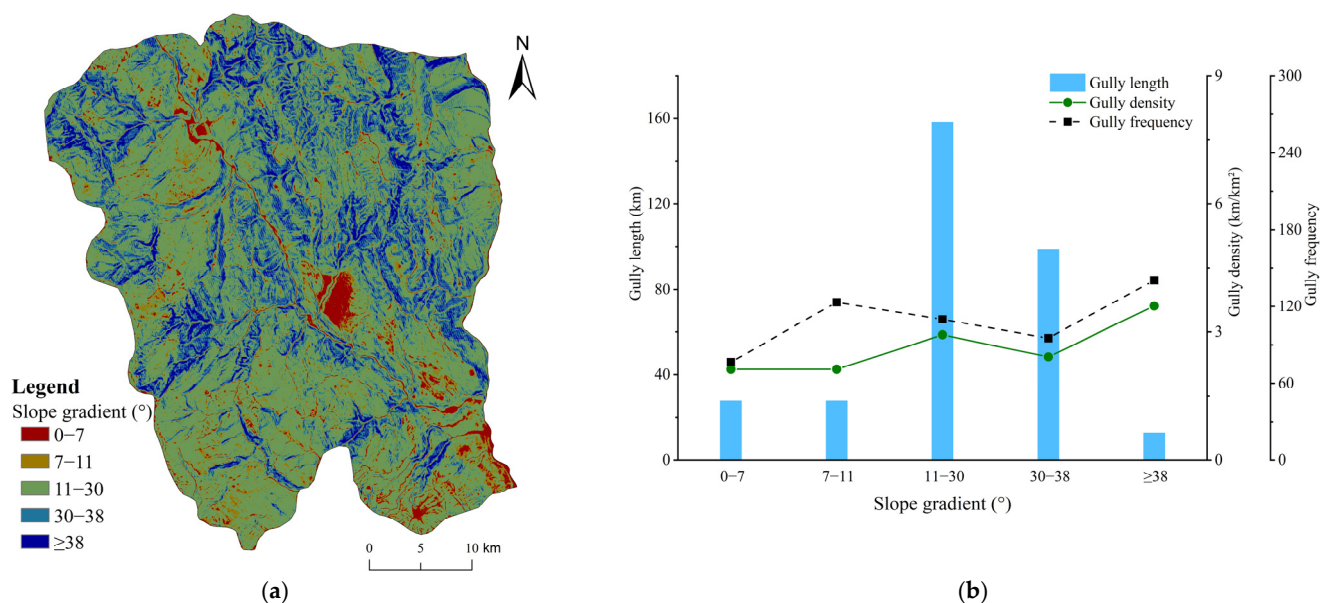 N
Legend
Slope gradient (°)
0–7
7–11
11–30
30–38
≥38
0 5 10 km
(a)
Gully length
Gully density
Gully frequency
Gully length (km)
0
40
80
120
160
Gully density (km/km²)
0
3
6
9
Gully frequency
0
60
120
180
240
300
0–7 7–11 11–30 30–38 ≥38
Slope gradient (°)
(b)